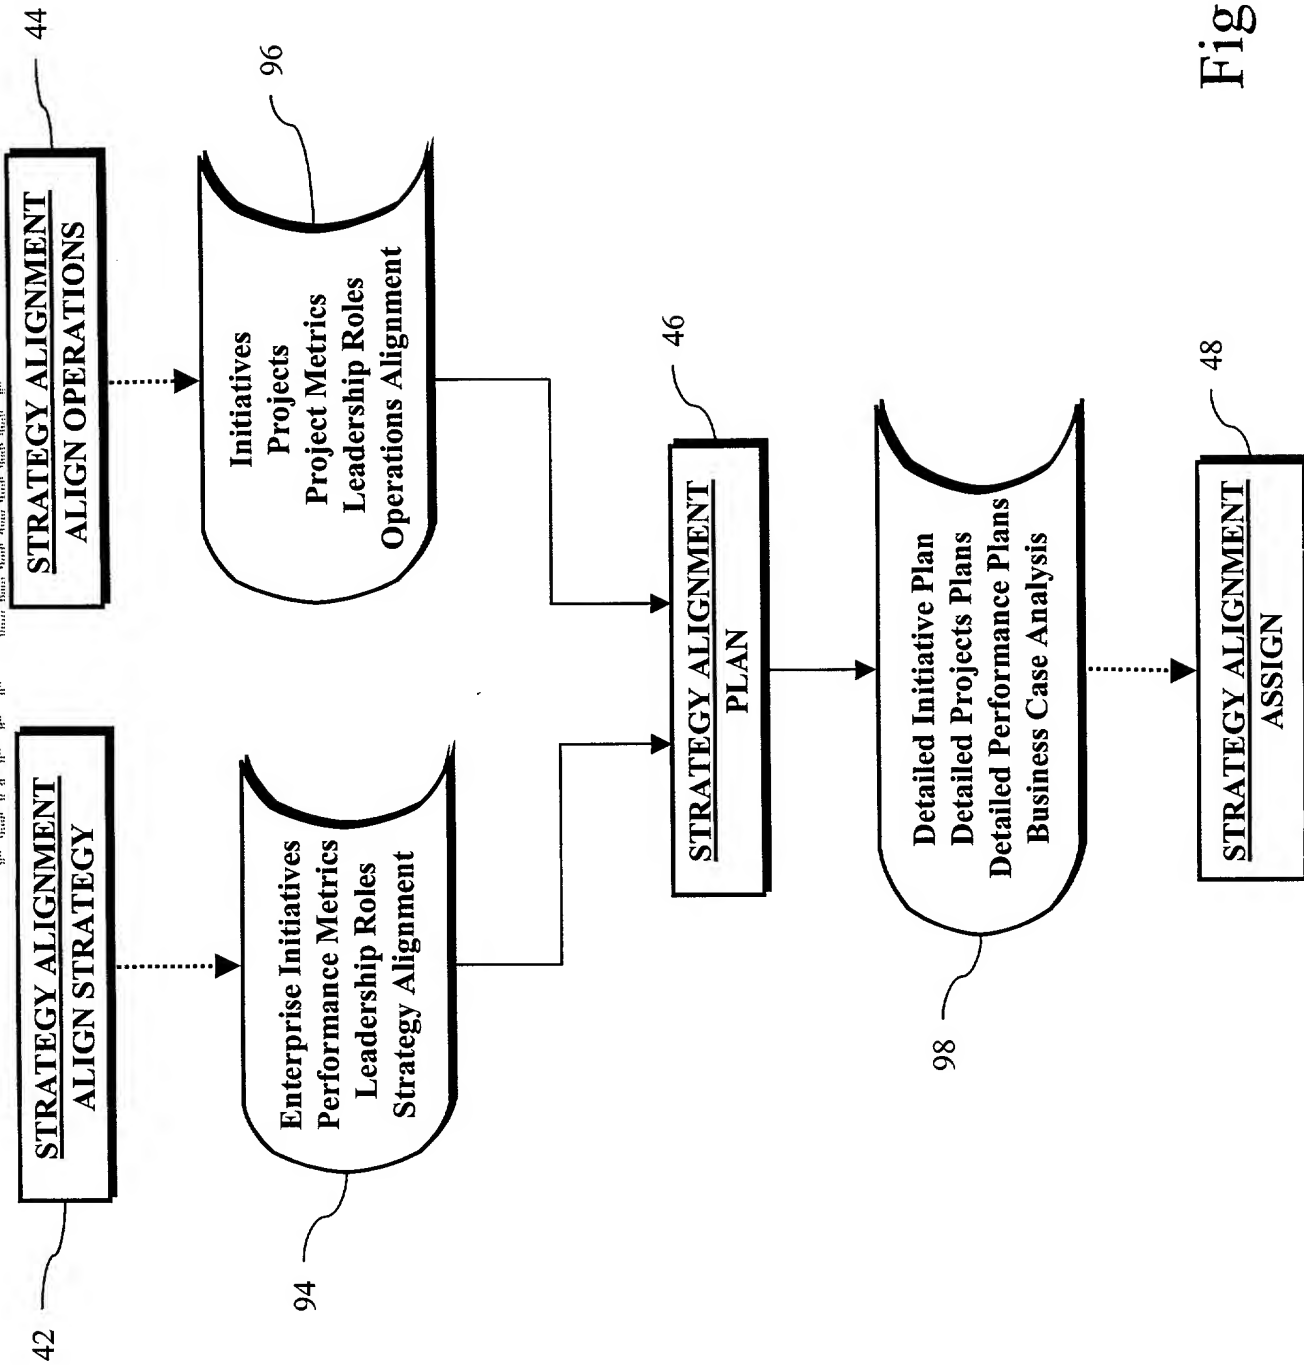 42
STRATEGY ALIGNMENT
ALIGN STRATEGY
STRATEGY ALIGNMENT
ALIGN OPERATIONS
44
94
Enterprise Initiatives
Performance Metrics
Leadership Roles
Strategy Alignment
Initiatives
Projects
Project Metrics
Leadership Roles
Operations Alignment
96
STRATEGY ALIGNMENT
PLAN
46
98
Detailed Initiative Plan
Detailed Projects Plans
Detailed Performance Plans
Business Case Analysis
STRATEGY ALIGNMENT
ASSIGN
48
Fig